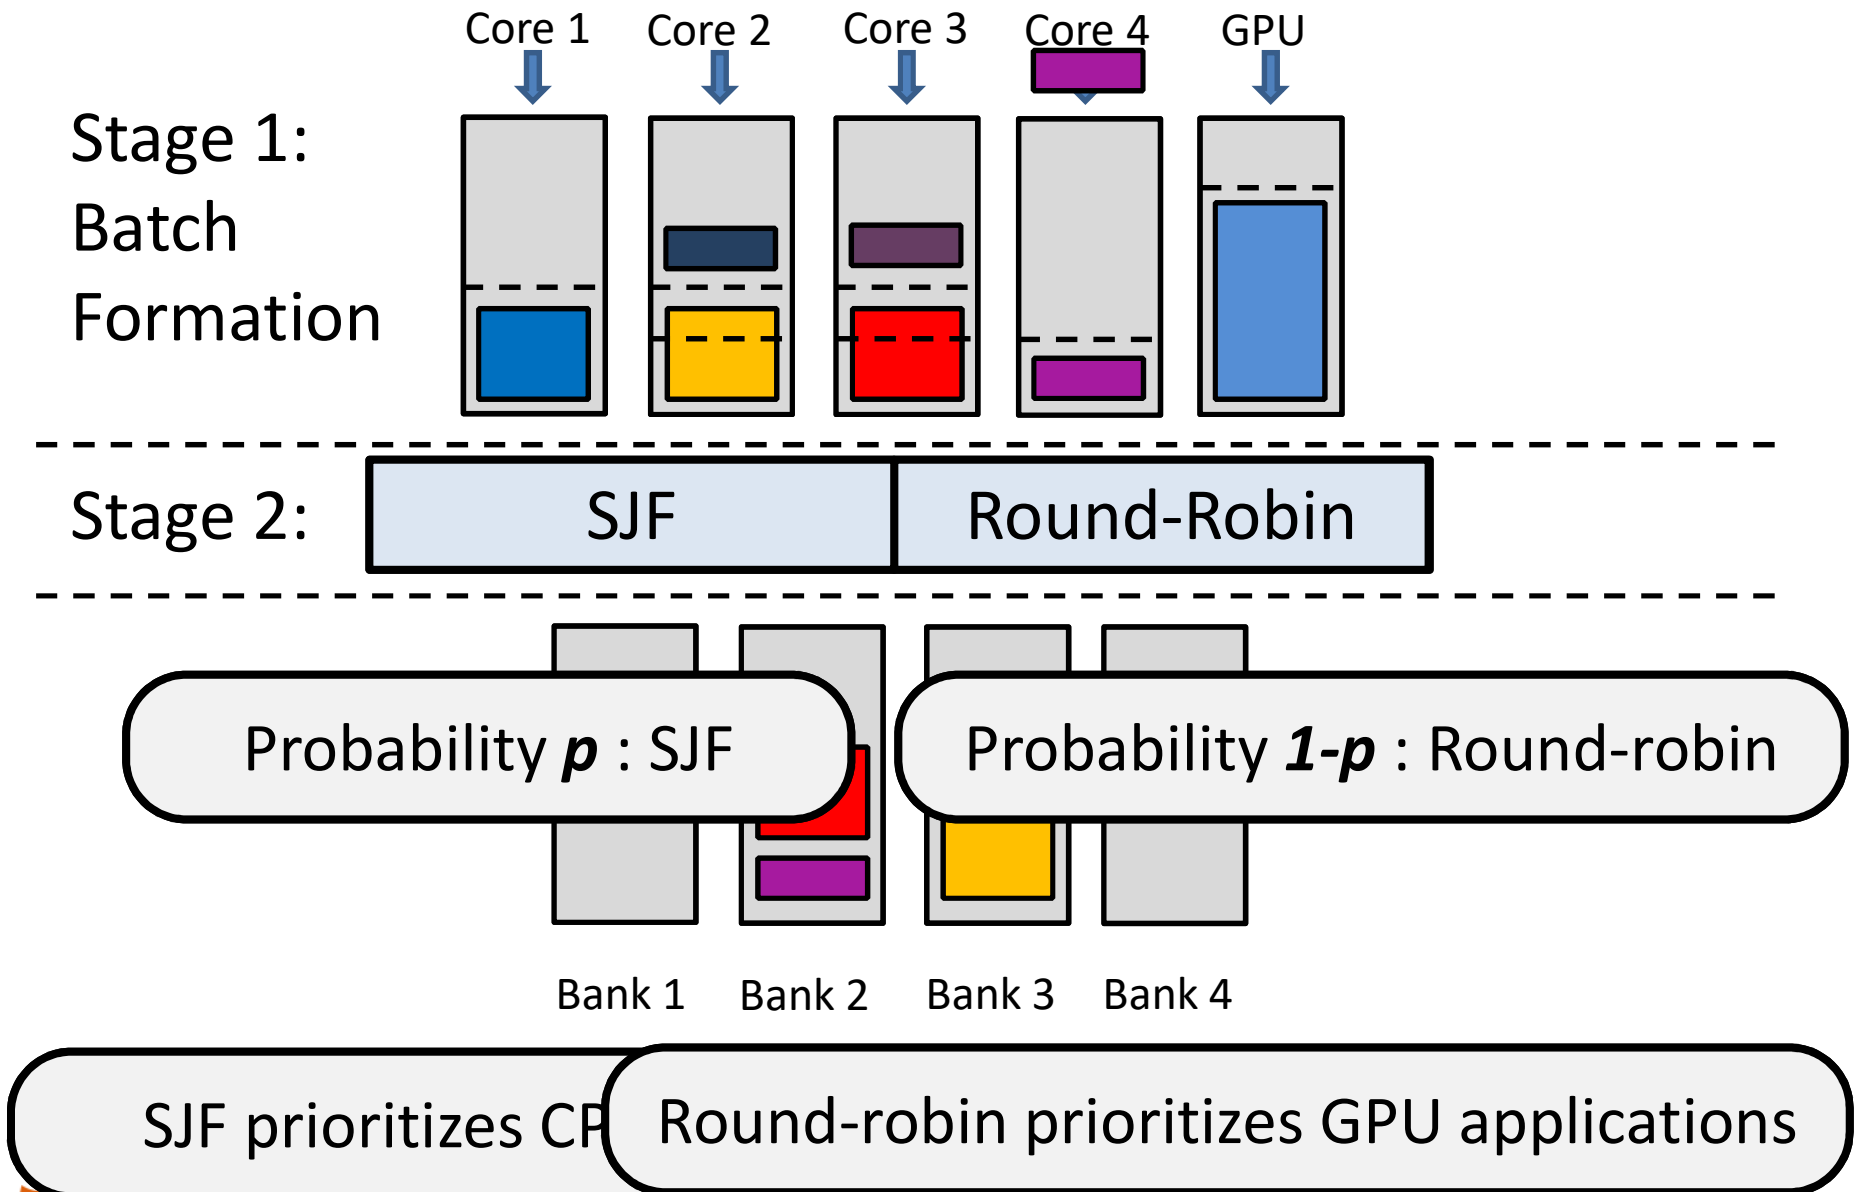 Core 1
Core 2
Core 3
Core 4
GPU
Stage 1:
Batch
Formation
Stage 2:
SJF
Round-Robin
Probability p : SJF
Probability 1-p : Round-robin
Bank 1
Bank 2
Bank 3
Bank 4
SJF prioritizes
Round-robin prioritizes GPU applications